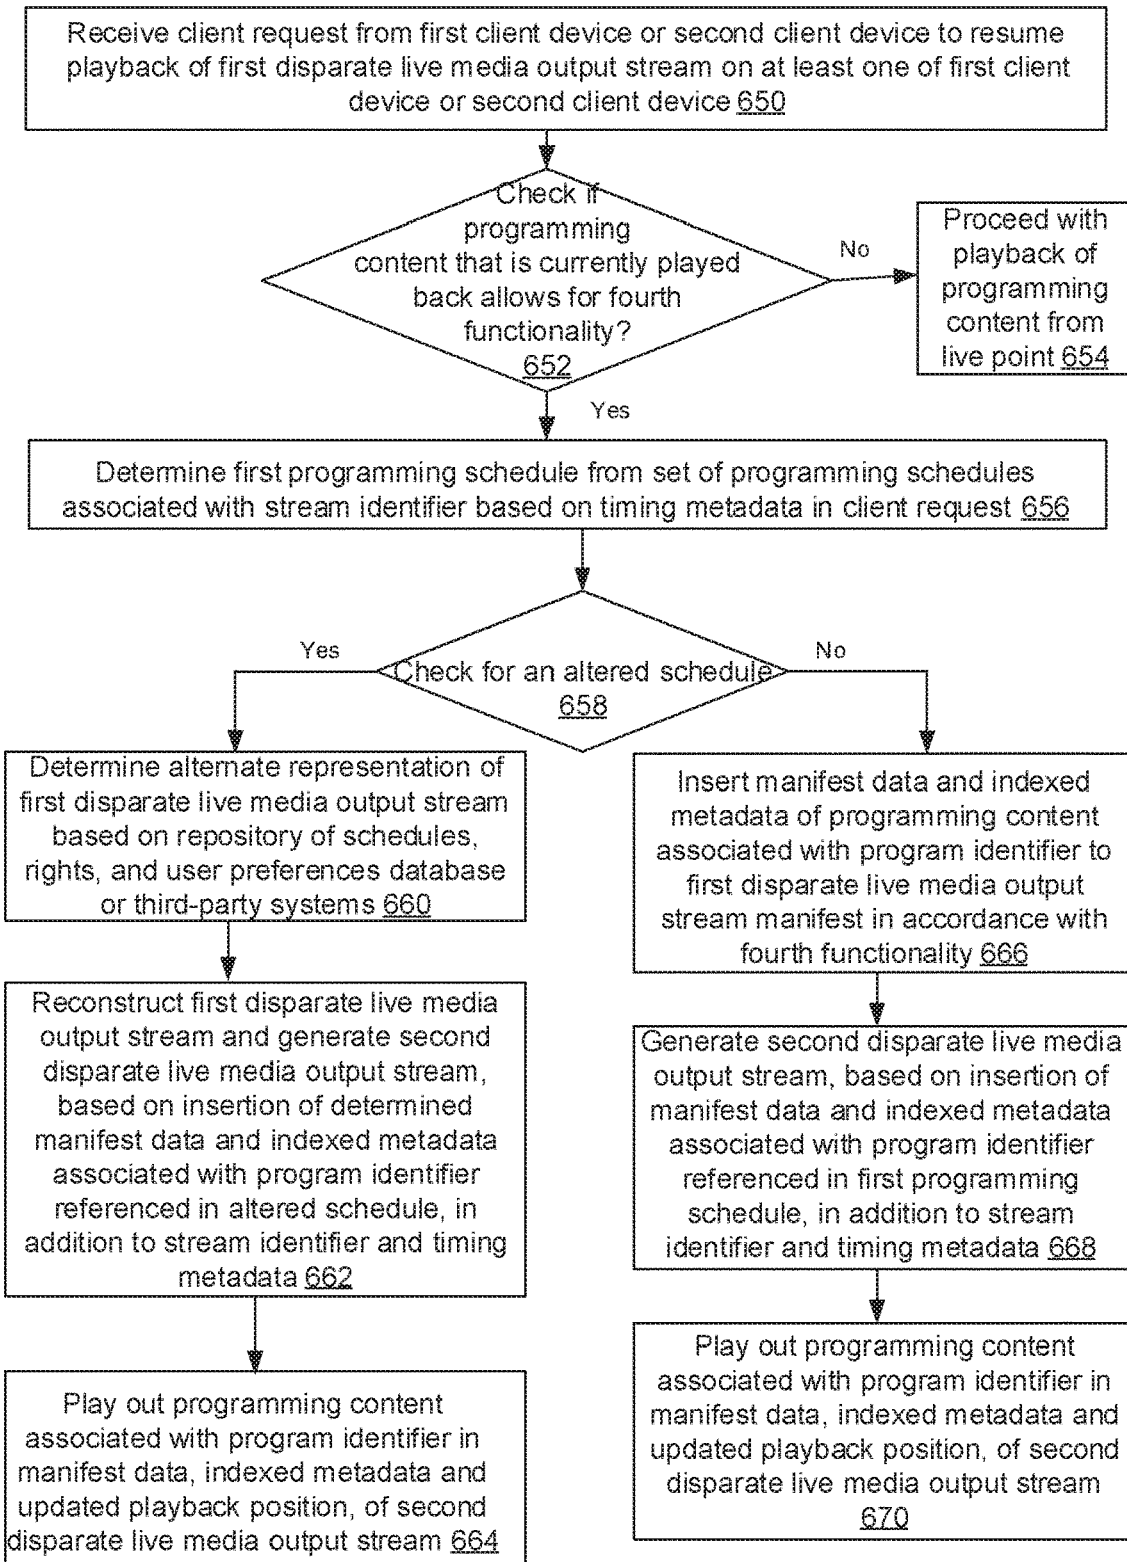 Receive client request from first client device or second client device to resume
playback of first disparate live media output stream on at least one of first client
device or second client device 650
Check if
programming
content that is currently played
back allows for fourth
functionality?
652
No
Proceed with
playback of
programming
content from
live point 654
Yes
Determine first programming schedule from set of programming schedules
associated with stream identifier based on timing metadata in client request 656
Yes
Check for an altered schedule
658
No
Determine alternate representation of
first disparate live media output stream
based on repository of schedules,
rights, and user preferences database
or third-party systems 660
Reconstruct first disparate live media
output stream and generate second
disparate live media output stream,
based on insertion of determined
manifest data and indexed metadata
associated with program identifier
referenced in altered schedule, in
addition to stream identifier and timing
metadata 662
Play out programming content
associated with program identifier in
manifest data, indexed metadata and
updated playback position, of second
disparate live media output stream 664
Insert manifest data and indexed
metadata of programming content
associated with program identifier to
first disparate live media output
stream manifest in accordance with
fourth functionality 666
Generate second disparate live media
output stream, based on insertion of
manifest data and indexed metadata
associated with program identifier
referenced in first programming
schedule, in addition to stream
identifier and timing metadata 668
Play out programming content
associated with program identifier in
manifest data, indexed metadata and
updated playback position, of second
disparate live media output stream
670